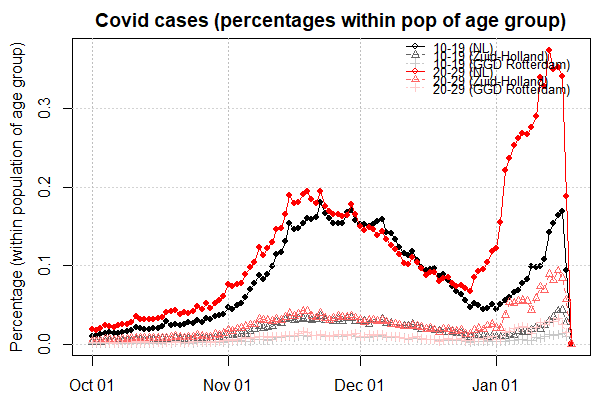 Covid cases (percentages within pop of age group)
Percentage (within population of age group)
0.3
0.2
0.1
0.0
10-19 (NL)
10-19 (Zuid-Holland)
10-19 (GGD Rotterdam)
20-29 (NL)
20-29 (Zuid-Holland)
20-29 (GGD Rotterdam)
Oct 01
Nov 01
Dec 01
Jan 01